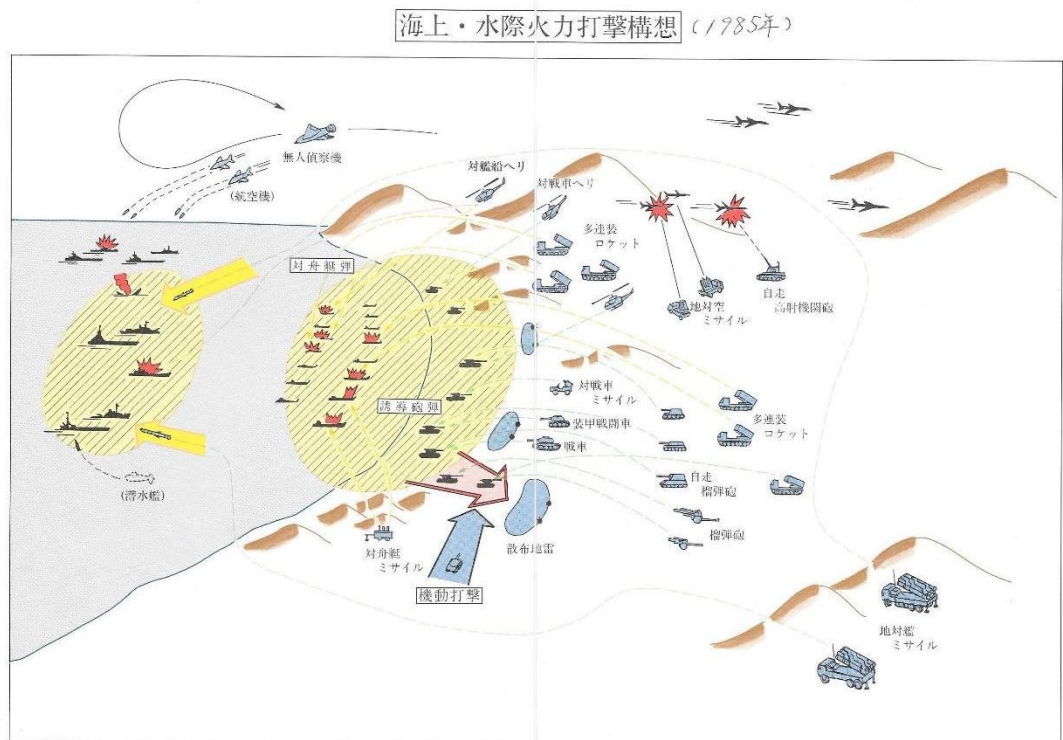 海上・水際火力打撃構想 (1985年)
無人偵察機
(航空機)
対艦船ヘリ
対戦車ヘリ
多連装
ロケット
地対空
ミサイル
自走
高射機関砲
対舟艇弾
誘導砲弾
対戦車
ミサイル
装甲戦闘車
戦車
多連装
ロケット
自走
榴弾砲
榴弾砲
(潜水艦)
対舟艇
ミサイル
散布地雷
機動打撃
地対艦
ミサイル